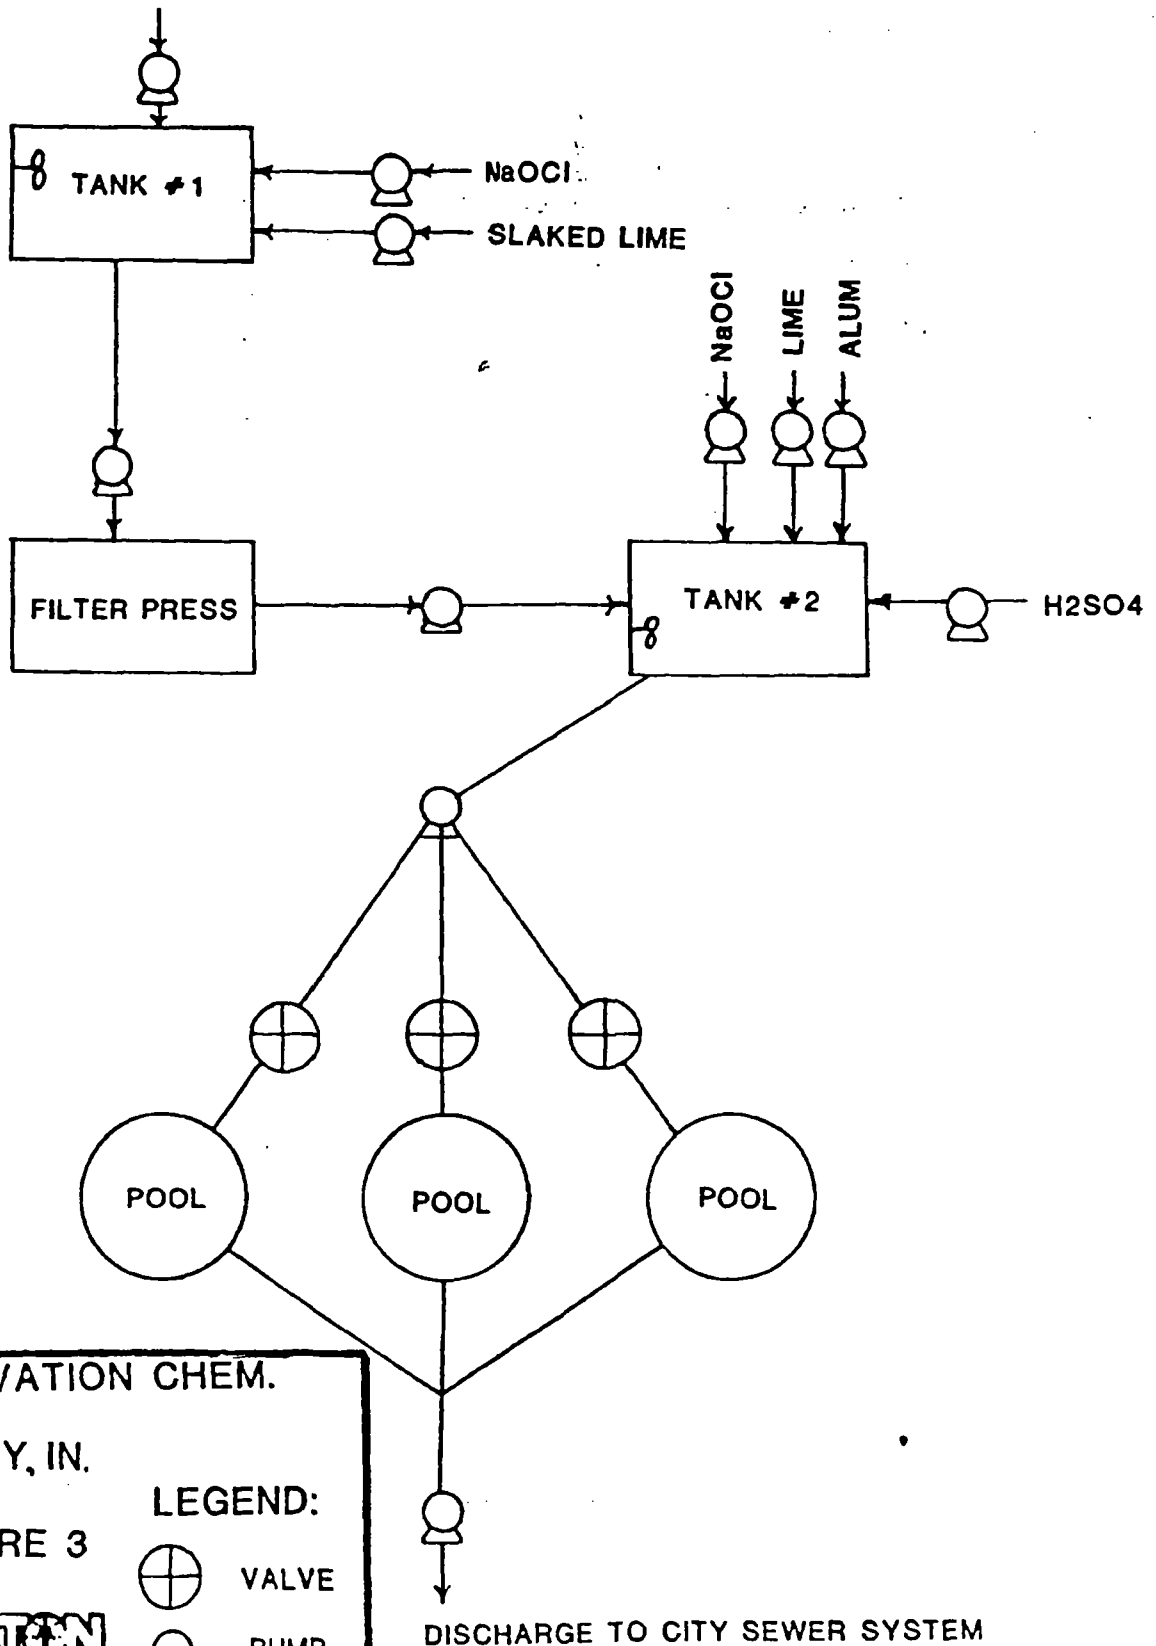 TANK #1
NaOCl
SLAKED LIME
NaOCl
LIME
ALUM
FILTER PRESS
TANK #2
H2SO4
POOL
POOL
POOL
VATION CHEM.
Y, IN.
LEGEND:
RE 3
VALVE
PUMP
DISCHARGE TO CITY SEWER SYSTEM